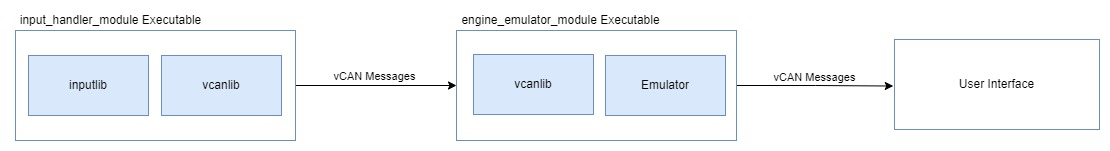 input_handler_module Executable
inputlib
vcanlib
vCAN Messages
engine_emulator_module Executable
vcanlib
Emulator
vCAN Messages
User Interface